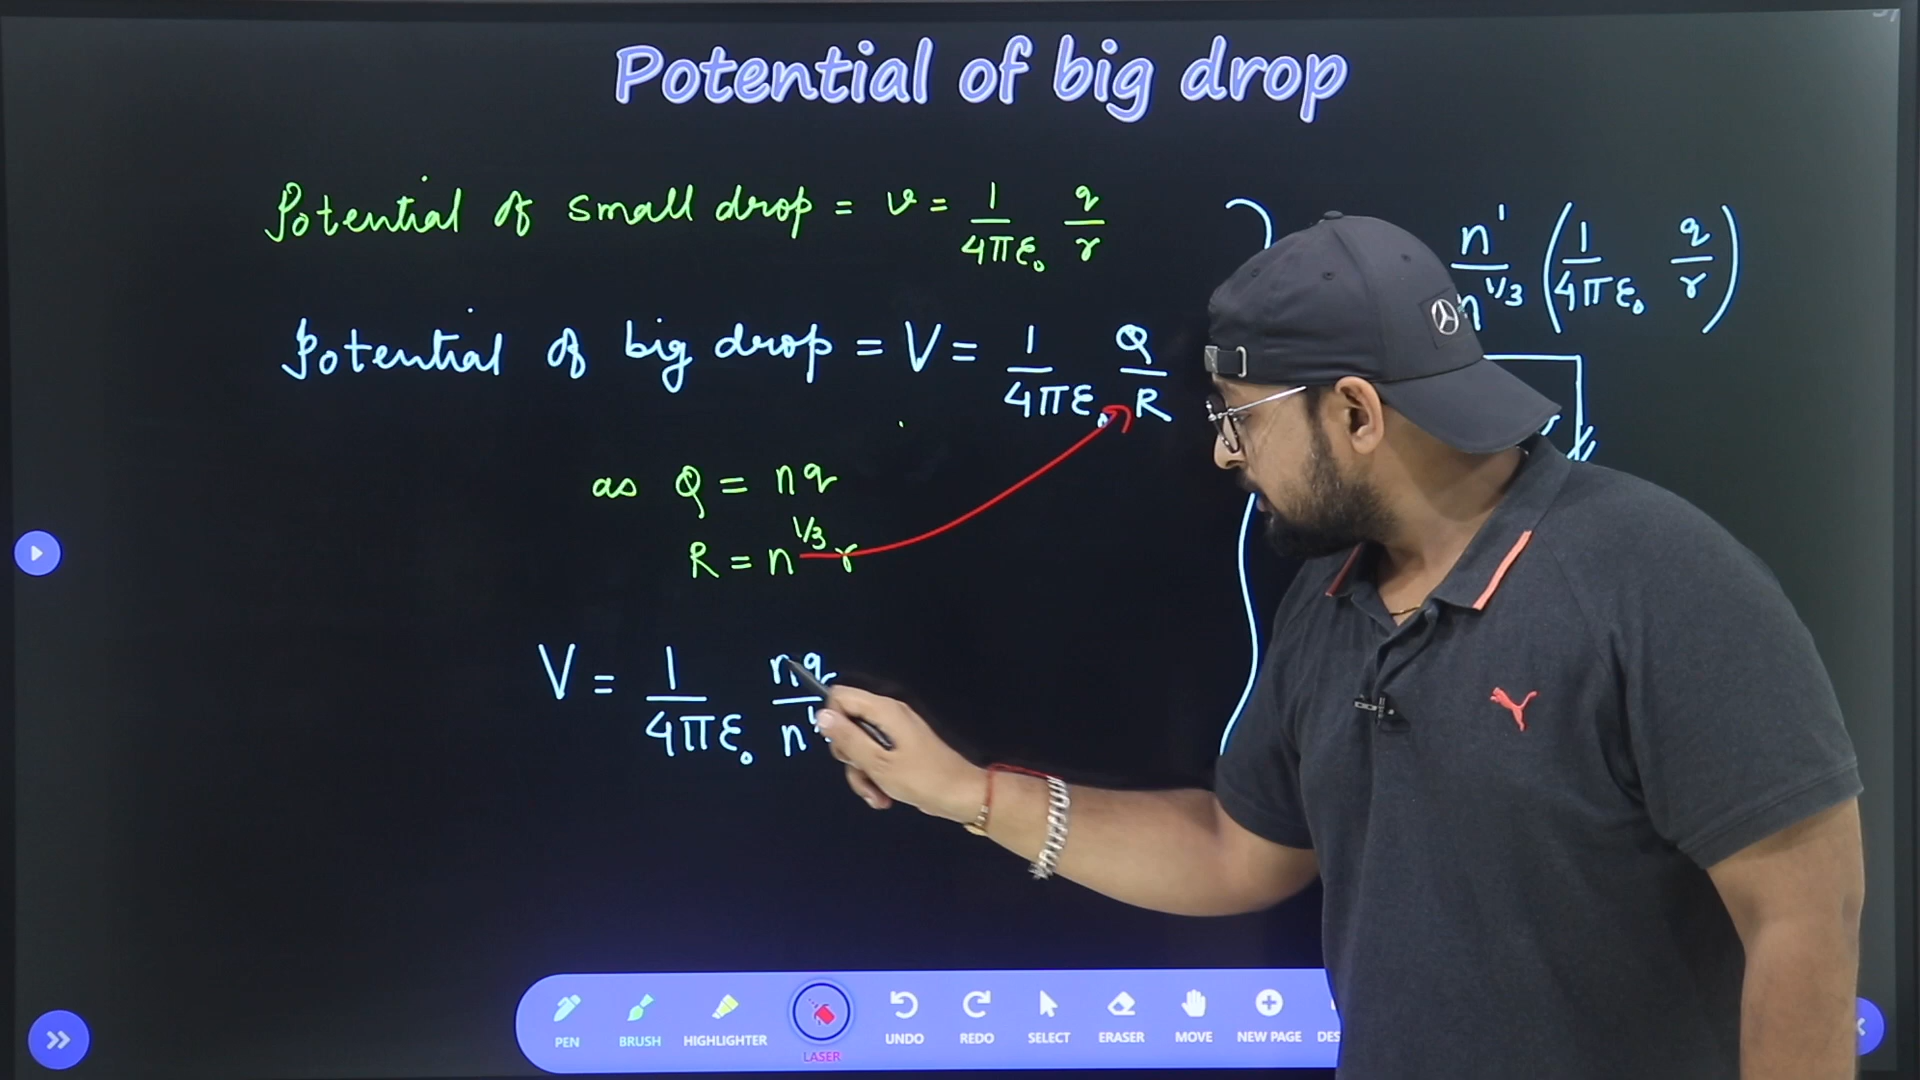 Potential of big drop
Potential of small drop = v = 1/4πε₀ q/r
Potential of big drop = V = 1/4πε₀ Q/R
as Q = nq
R = n^1/3 r
V = 1/4πε₀ nq/n
n^1/n^1/3 (1/4πε₀ q/r)
PEN
BRUSH
HIGHLIGHTER
LASER
UNDO
REDO
SELECT
ERASER
MOVE
NEW PAGE